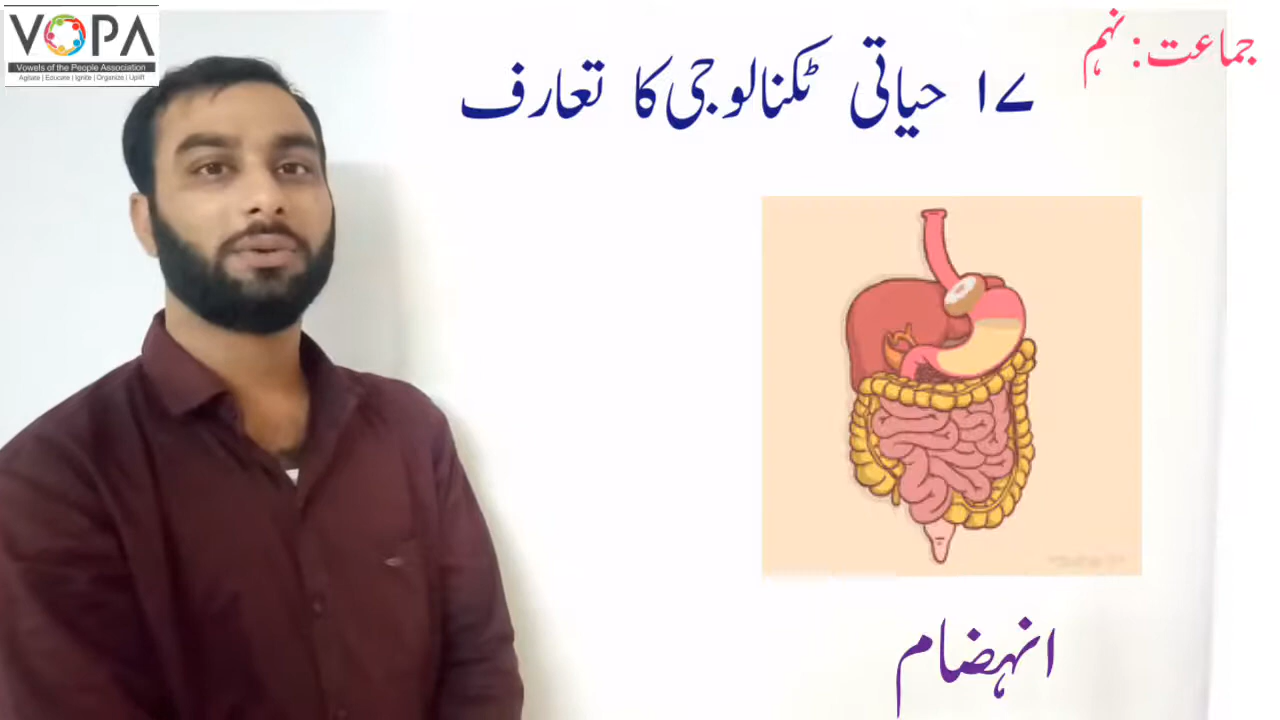 VOPA
Vowels of the People Association
Agitate | Educate | Ignite | Organize | Uplift
جماعت: نہم
۱۷ حیاتی ٹکنالوجی کا تعارف
انہضام